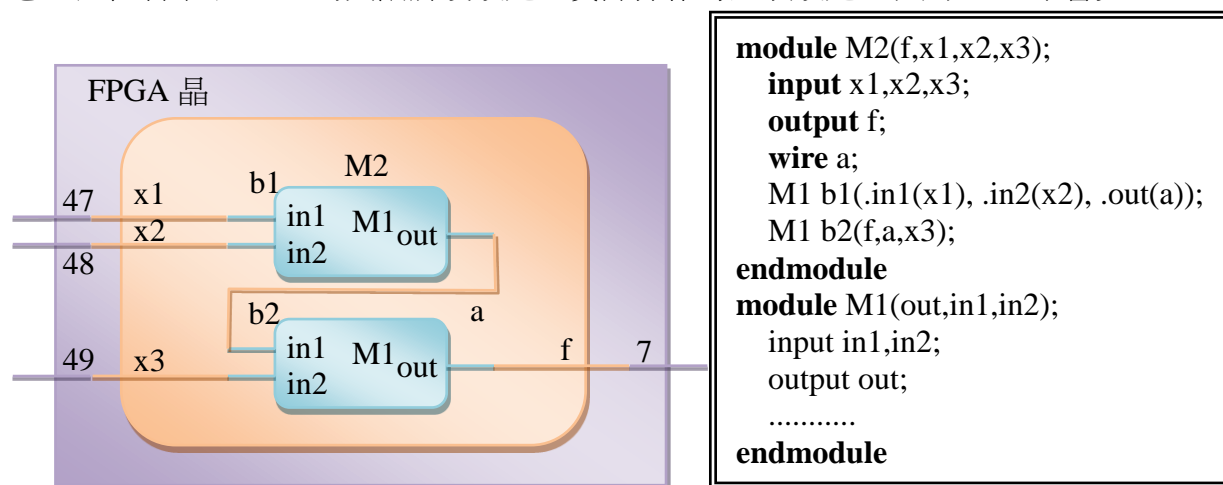 FPGA 晶
M2
47
x1
b1
in1
M1
out
48
x2
in2
b2
a
in1
M1
out
49
x3
in2
f
7
module M2(f,x1,x2,x3);
input x1,x2,x3;
output f;
wire a;
M1 b1(.in1(x1), .in2(x2), .out(a));
M1 b2(f,a,x3);
endmodule
module M1(out,in1,in2);
input in1,in2;
output out;
...........
endmodule